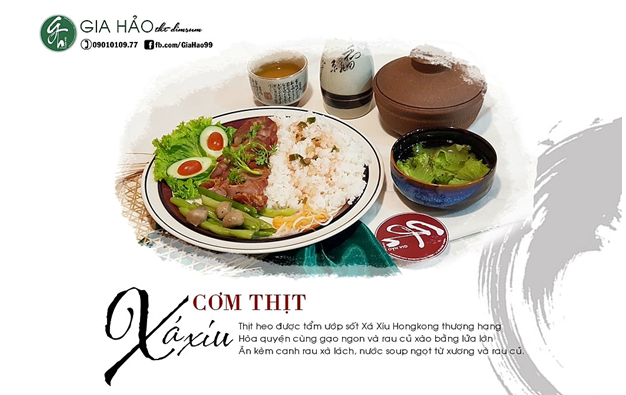 GIA HẢO tea-dimsum
09010109.77 fb.com/GiaHao99
CƠM THỊT
Xá xíu
Thịt heo được tẩm ướp sốt Xá Xíu Hongkong thượng hạng
Hòa quyện cùng gạo ngon và rau củ xào bằng lửa lớn
Ăn kèm canh rau xà lách, nước soup ngọt từ xương và rau củ.